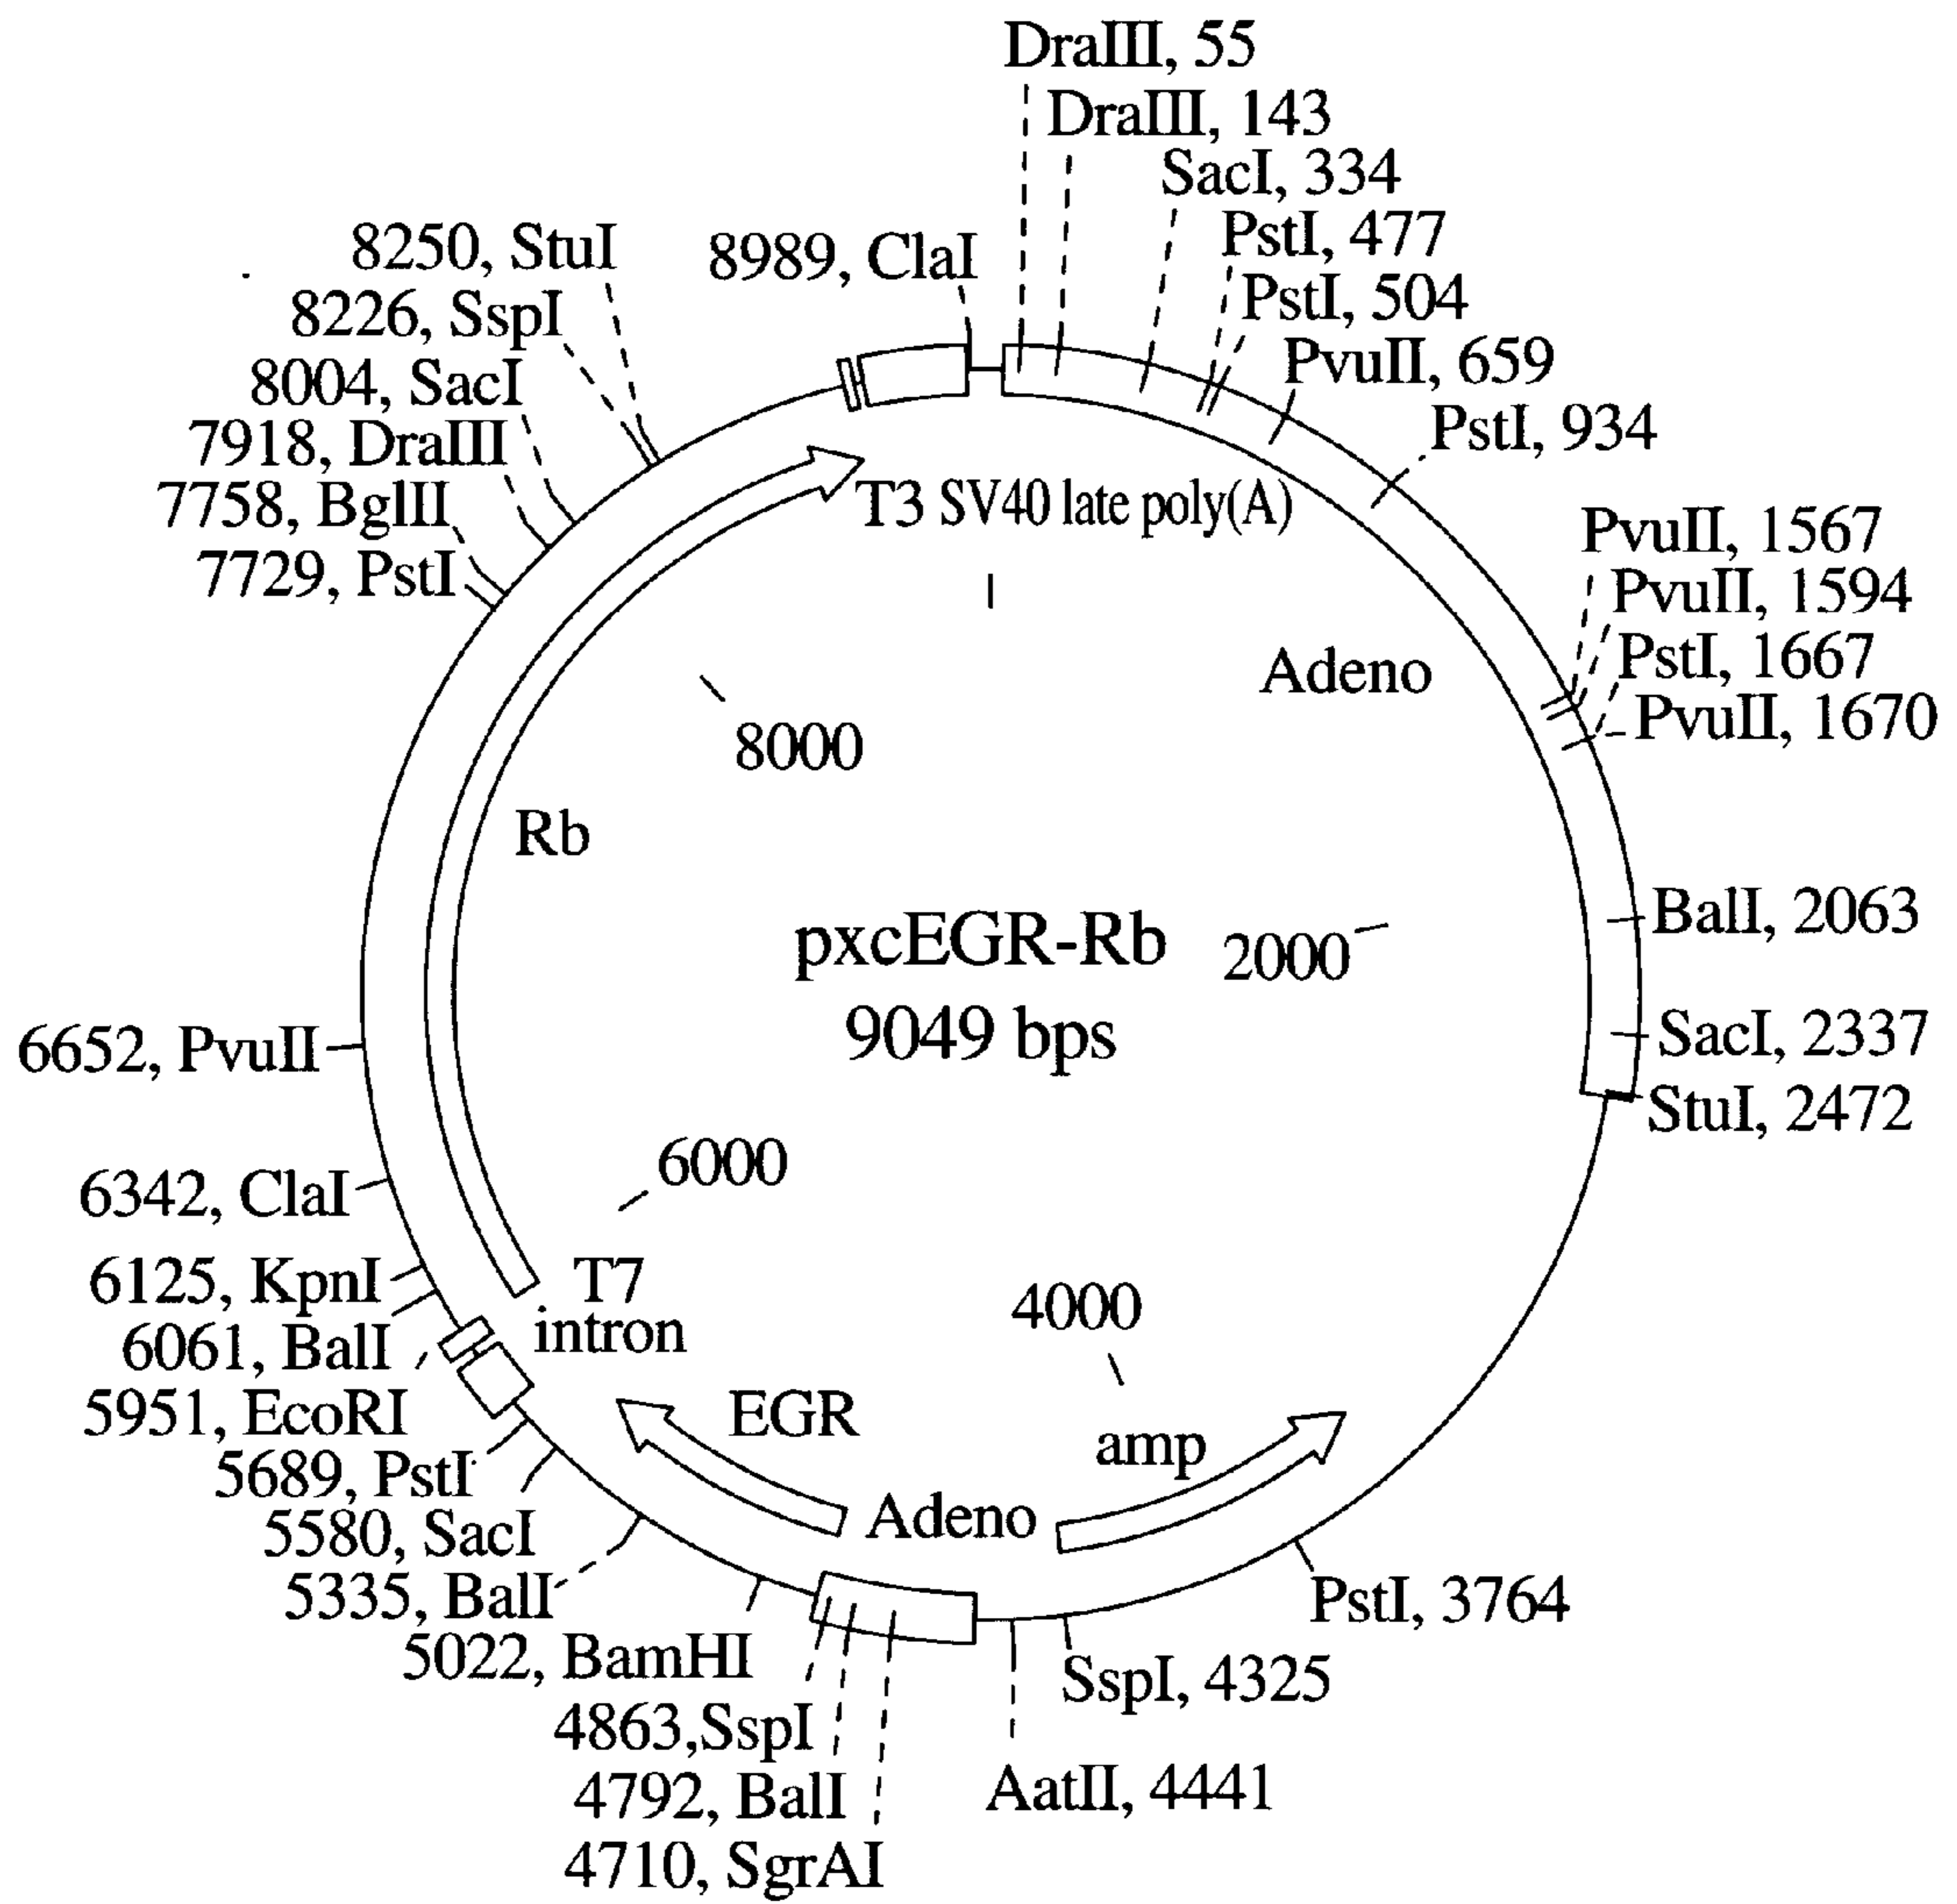 DraIII, 55
DraIII, 143
SacI, 334
PstI, 477
PstI, 504
PvuII, 659
PstI, 934
PvuII, 1567
PvuII, 1594
PstI, 1667
PvuII, 1670
BalI, 2063
SacI, 2337
StuI, 2472
PstI, 3764
SspI, 4325
AatII, 4441
4710, SgrAI
4792, BalI
4863,SspI
5022, BamHI
5335, BalI
5580, SacI
5689, PstI
5951, EcoRI
6061, BalI
6125, KpnI
6342, ClaI
6652, PvuII
7729, PstI
7758, BglII
7918, DraIII
8004, SacI
8226, SspI
8250, StuI
8989, ClaI
T3 SV40 late poly(A)
Adeno
8000
Rb
pxcEGR-Rb
9049 bps
2000
6000
4000
T7
intron
EGR
amp
Adeno